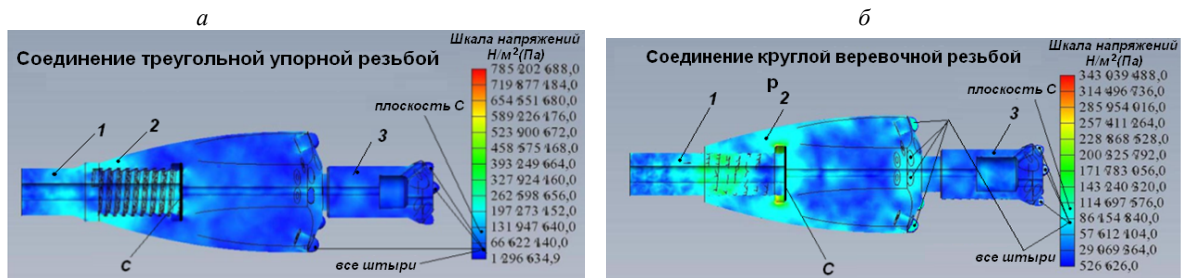 а
Соединение треугольной упорной резьбой
Шкала напряжений
Н/м²(Па)
785 202 688,0
719 877 184,0
654 551 680,0
589 226 176,0
523 900 672,0
458 575 168,0
393 249 664,0
327 924 160,0
262 598 656,0
197 273 152,0
131 947 640,0
66 622 140,0
1 296 634,9
плоскость С
1
2
3
С
все штыри
б
Соединение круглой веревочной резьбой
р
Шкала напряжений
Н/м²(Па)
343 039 488,0
314 496 736,0
285 954 016,0
257 411 264,0
228 868 528,0
200 325 792,0
171 783 056,0
143 240 320,0
114 697 576,0
86 154 840,0
57 612 104,0
29 069 364,0
526 626,0
плоскость С
1
2
3
С
все штыри